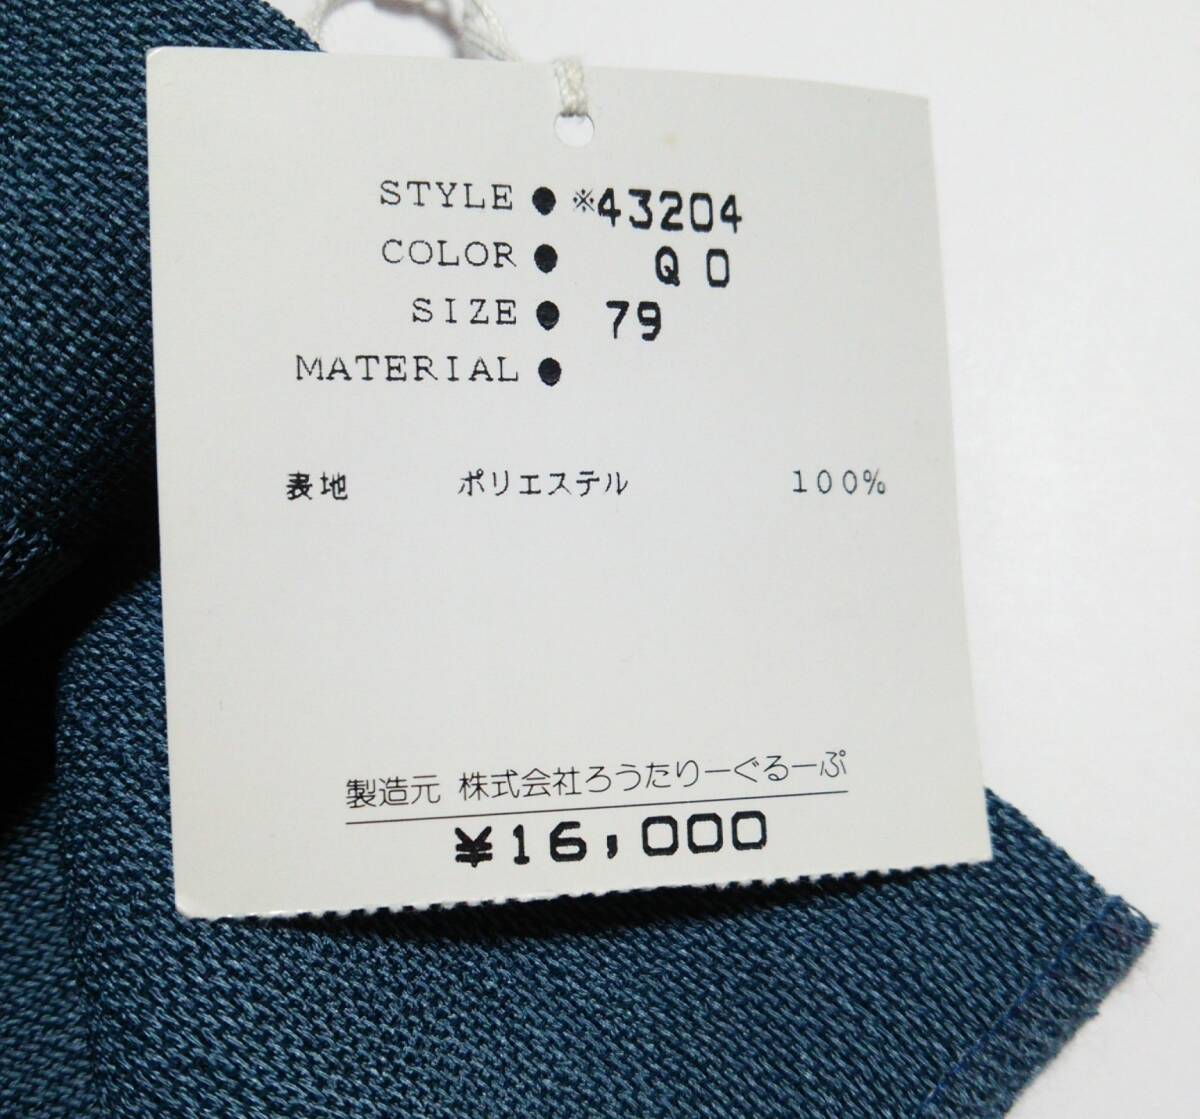 STYLE ● ※43204
COLOR ● Q0
SIZE ● 79
MATERIAL ●
表地 ポリエステル 100%
製造元 株式会社ろうたりーぐるーぷ
¥16,000